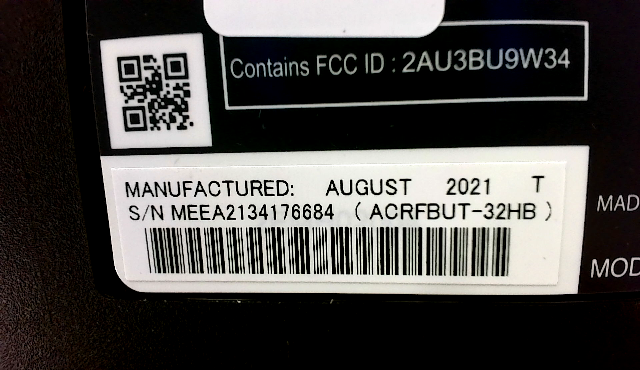 Contains FCC ID : 2AU3BU9W34
MANUFACTURED: AUGUST 2021 T
S/N MEEA2134176684 ( ACRFBUT-32HB )
MAD
MOD